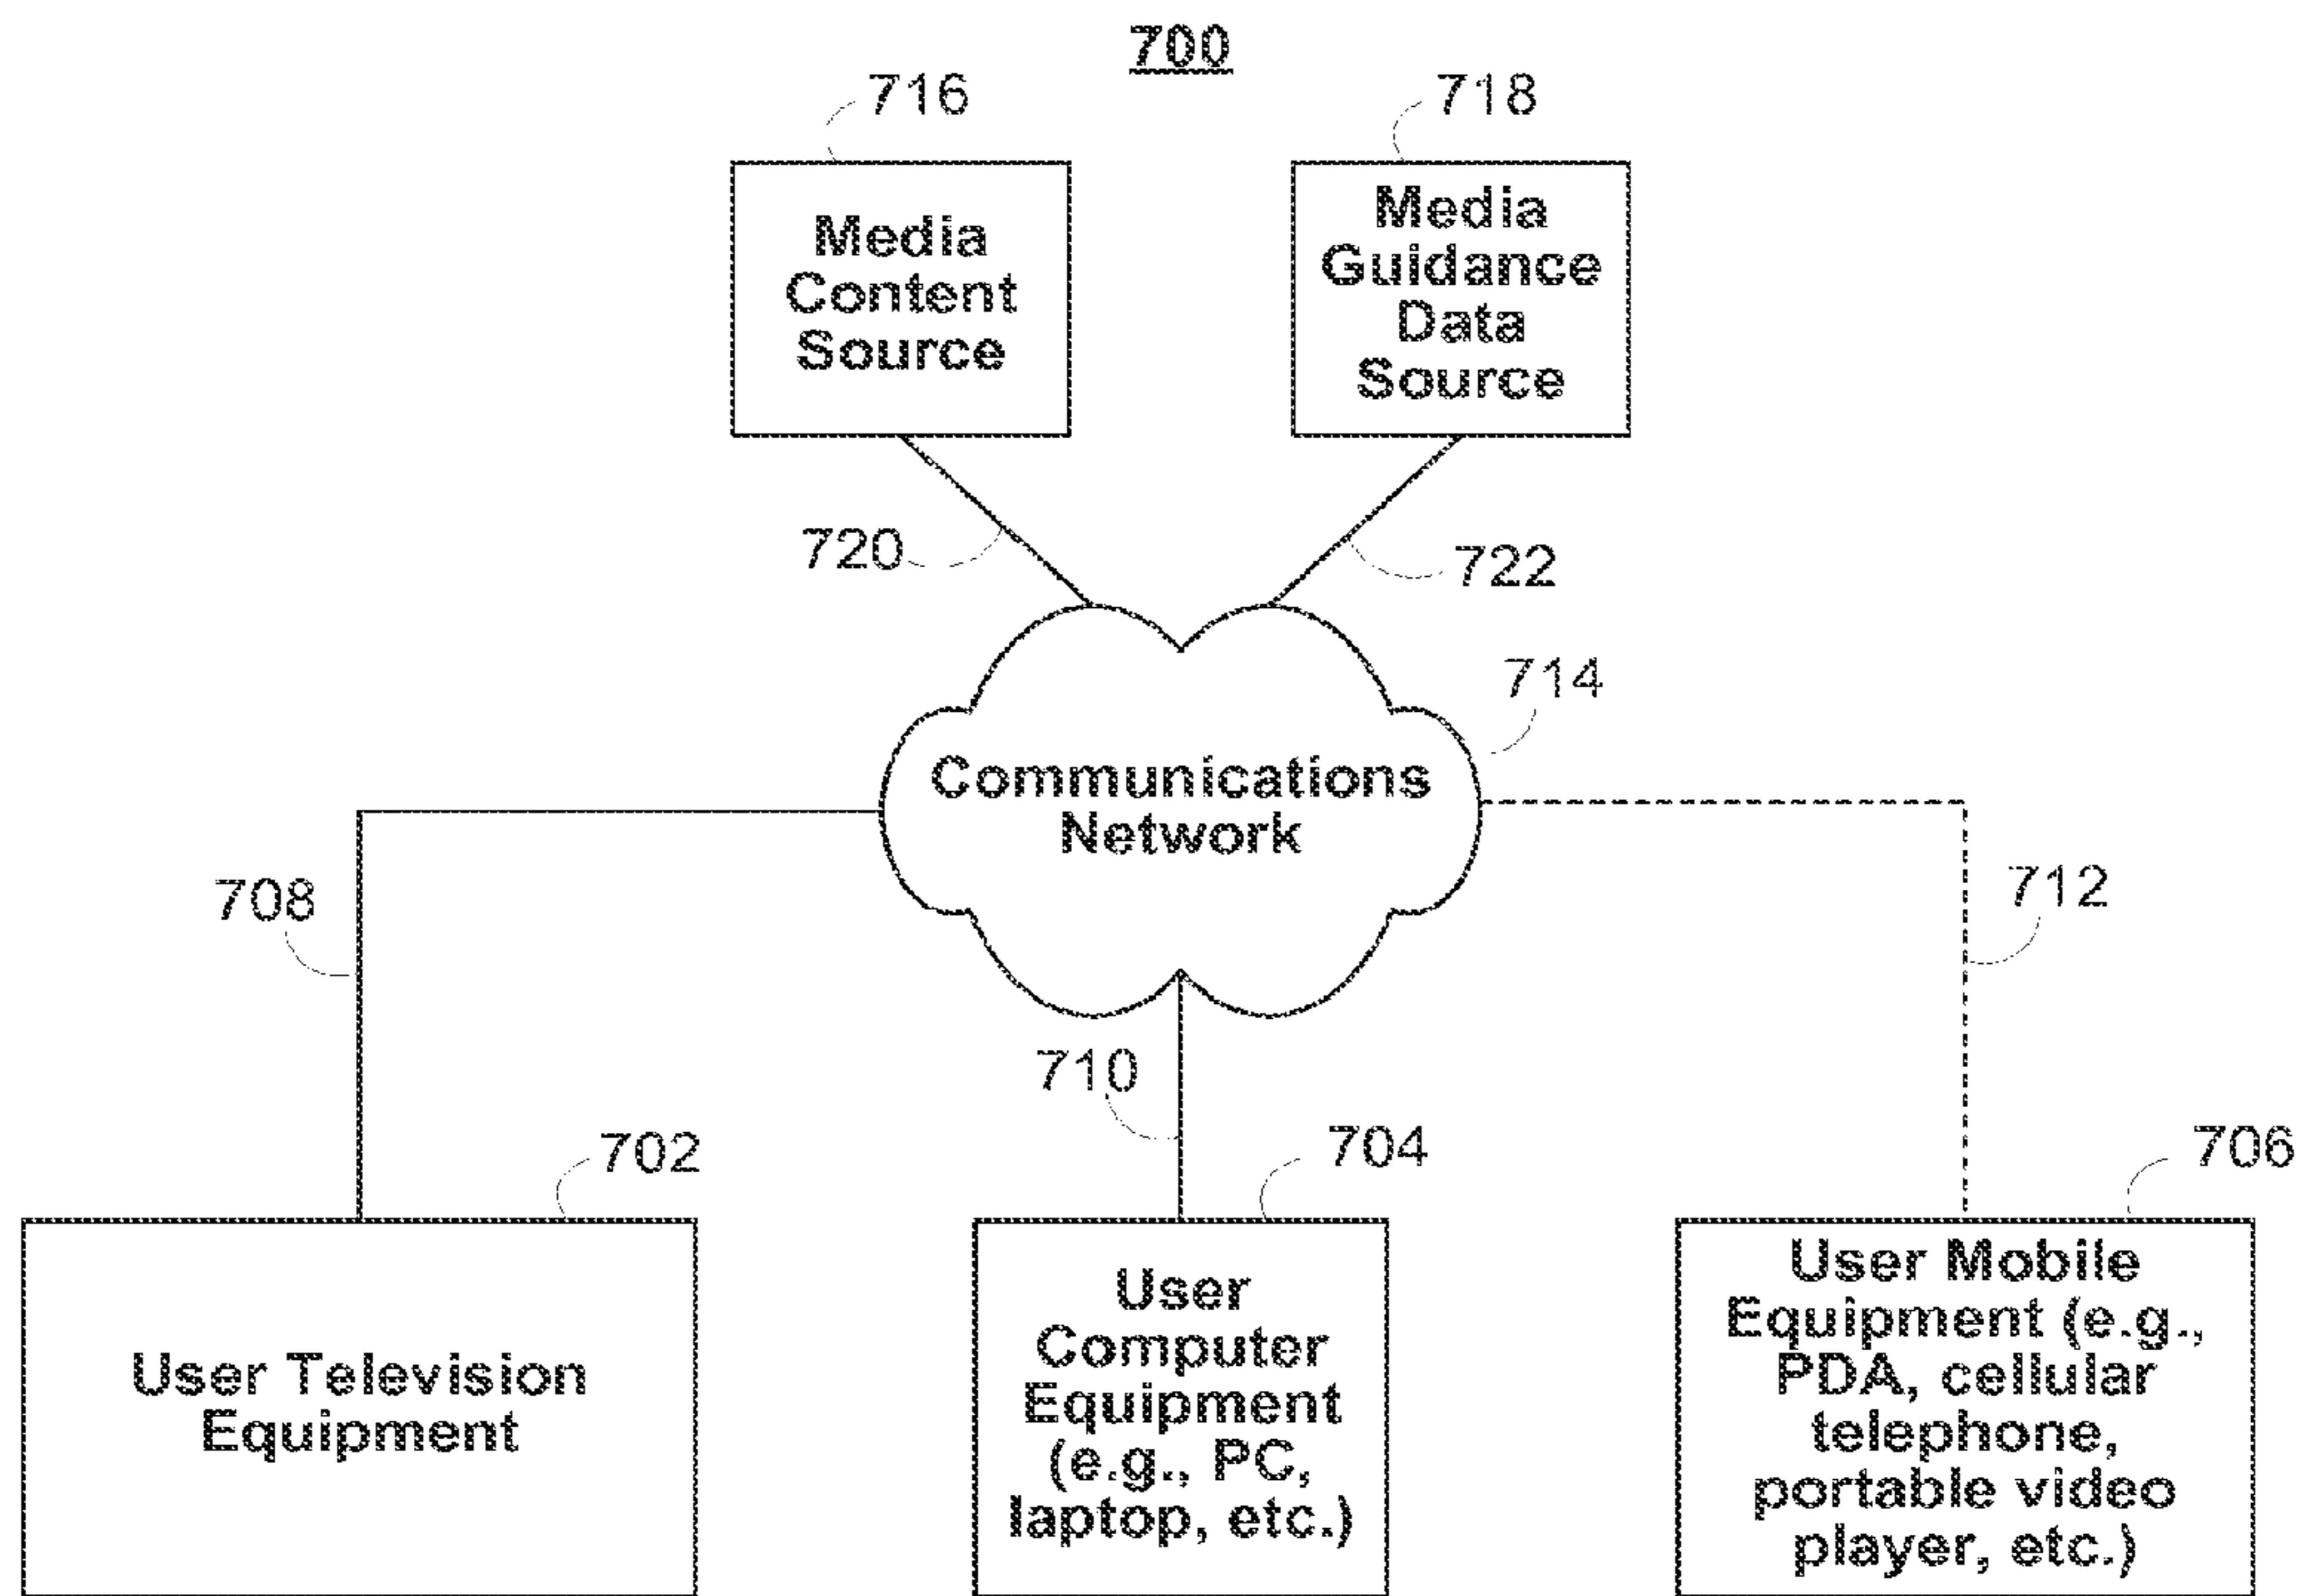 700
716
718
Media
Content
Source
Media
Guidance
Data
Source
720
722
714
Communications
Network
708
712
710
702
704
706
User Television
Equipment
User
Computer
Equipment
(e.g., PC,
laptop, etc.)
User Mobile
Equipment (e.g.,
PDA, cellular
telephone,
portable video
player, etc.)